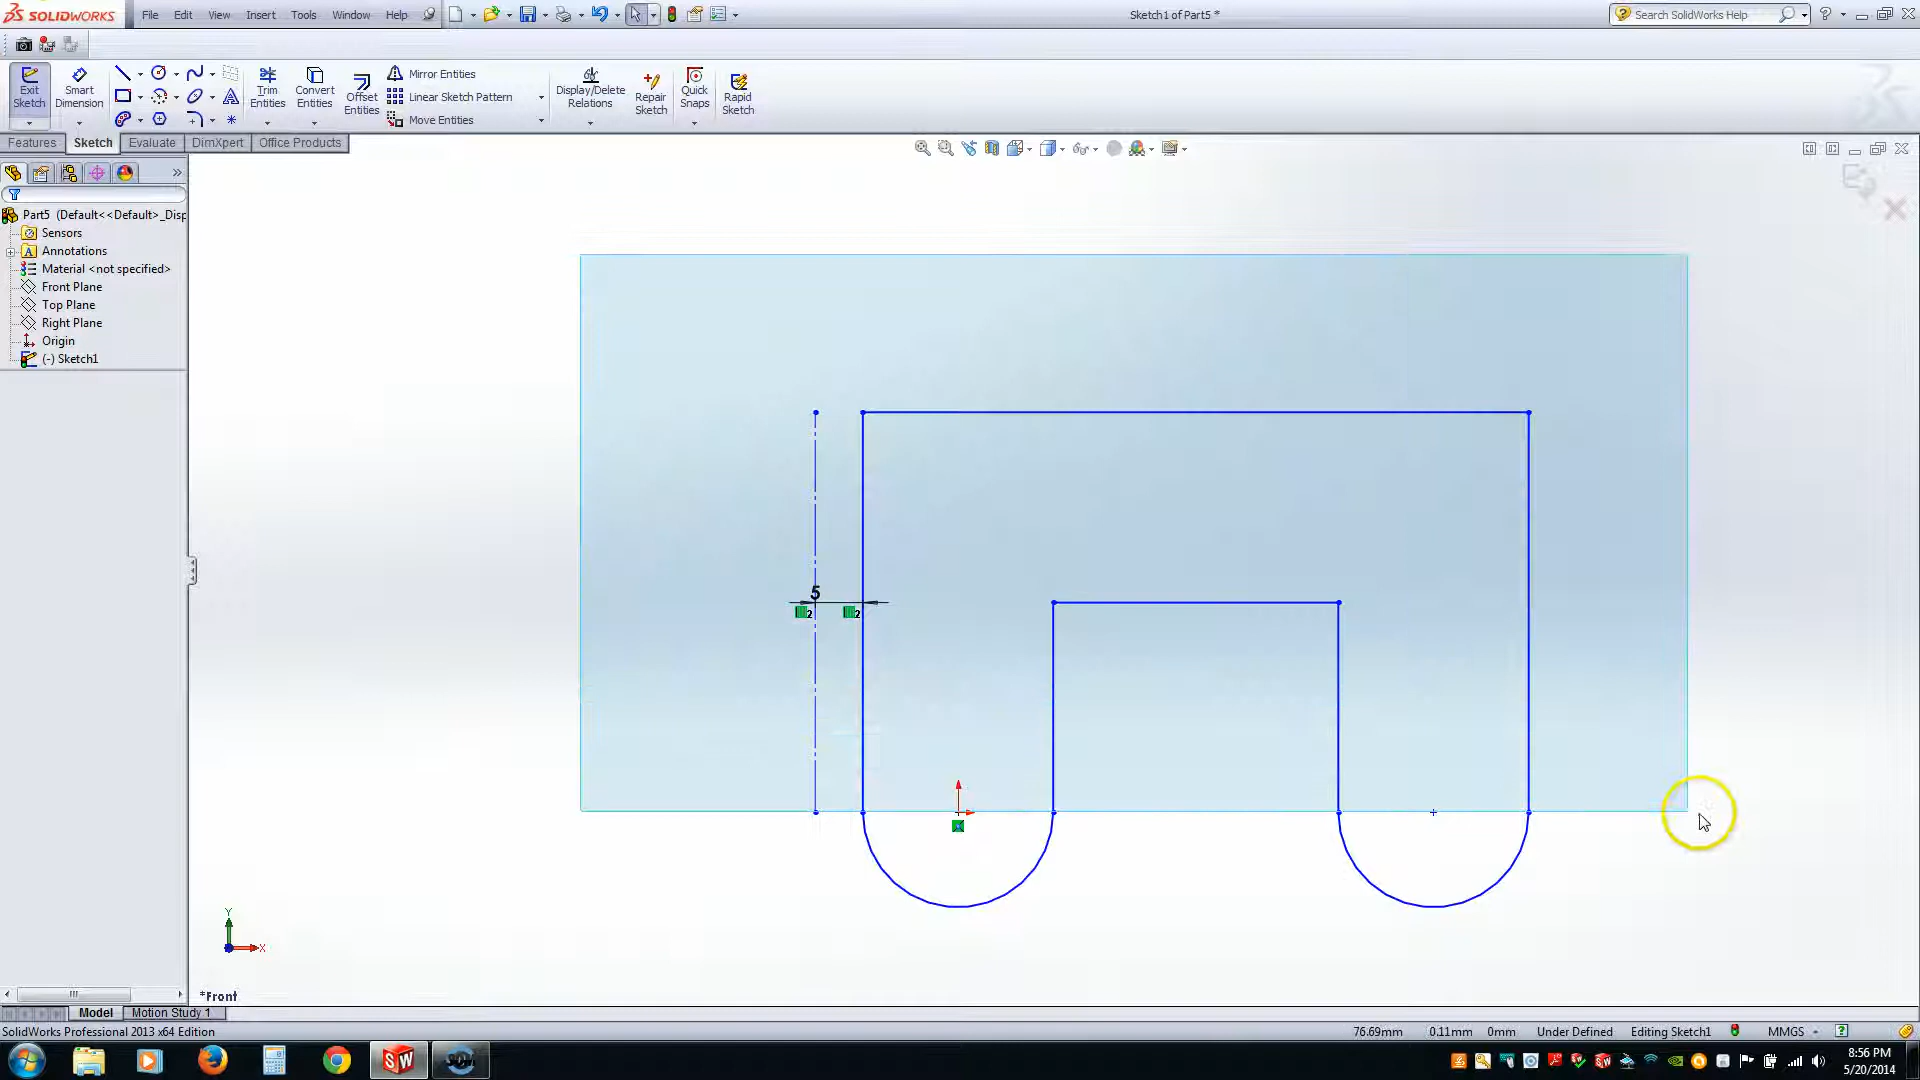 SOLIDWORKS File Edit View Insert Tools Window Help Sketch1 of Part5 * Search SolidWorks Help
Exit Sketch
Smart Dimension
Trim Entities
Convert Entities
Offset Entities
Mirror Entities
Linear Sketch Pattern
Move Entities
Display/Delete Relations
Repair Sketch
Quick Snaps
Rapid Sketch
Features Sketch Evaluate DimXpert Office Products
Part5 (Default<<Default>_Disp
Sensors
Annotations
Material <not specified>
Front Plane
Top Plane
Right Plane
Origin
(-) Sketch1
5
2 2
Y
X
*Front
Model Motion Study 1
SolidWorks Professional 2013 x64 Edition 76.69mm 0.11mm 0mm Under Defined Editing Sketch1 MMGS
8:56 PM
5/20/2014